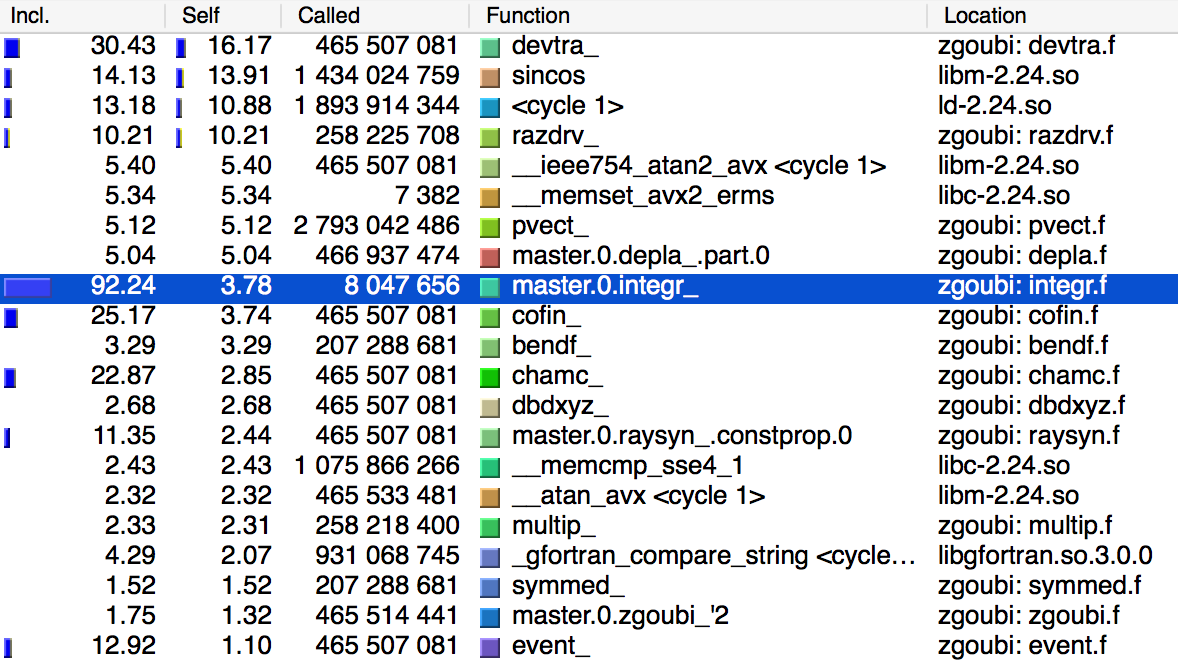 Incl. Self Called Function Location
30.43 16.17 465 507 081 devtra_ zgoubi: devtra.f
14.13 13.91 1 434 024 759 sincos libm-2.24.so
13.18 10.88 1 893 914 344 <cycle 1> ld-2.24.so
10.21 10.21 258 225 708 razdrv_ zgoubi: razdrv.f
5.40 5.40 465 507 081 __ieee754_atan2_avx <cycle 1> libm-2.24.so
5.34 5.34 7 382 __memset_avx2_erms libc-2.24.so
5.12 5.12 2 793 042 486 pvect_ zgoubi: pvect.f
5.04 5.04 466 937 474 master.0.depla_.part.0 zgoubi: depla.f
92.24 3.78 8 047 656 master.0.integr_ zgoubi: integr.f
25.17 3.74 465 507 081 cofin_ zgoubi: cofin.f
3.29 3.29 207 288 681 bendf_ zgoubi: bendf.f
22.87 2.85 465 507 081 chamc_ zgoubi: chamc.f
2.68 2.68 465 507 081 dbdxyz_ zgoubi: dbdxyz.f
11.35 2.44 465 507 081 master.0.raysyn_.constprop.0 zgoubi: raysyn.f
2.43 2.43 1 075 866 266 __memcmp_sse4_1 libc-2.24.so
2.32 2.32 465 533 481 __atan_avx <cycle 1> libm-2.24.so
2.33 2.31 258 218 400 multip_ zgoubi: multip.f
4.29 2.07 931 068 745 _gfortran_compare_string <cycle... libgfortran.so.3.0.0
1.52 1.52 207 288 681 symmed_ zgoubi: symmed.f
1.75 1.32 465 514 441 master.0.zgoubi_'2 zgoubi: zgoubi.f
12.92 1.10 465 507 081 event_ zgoubi: event.f